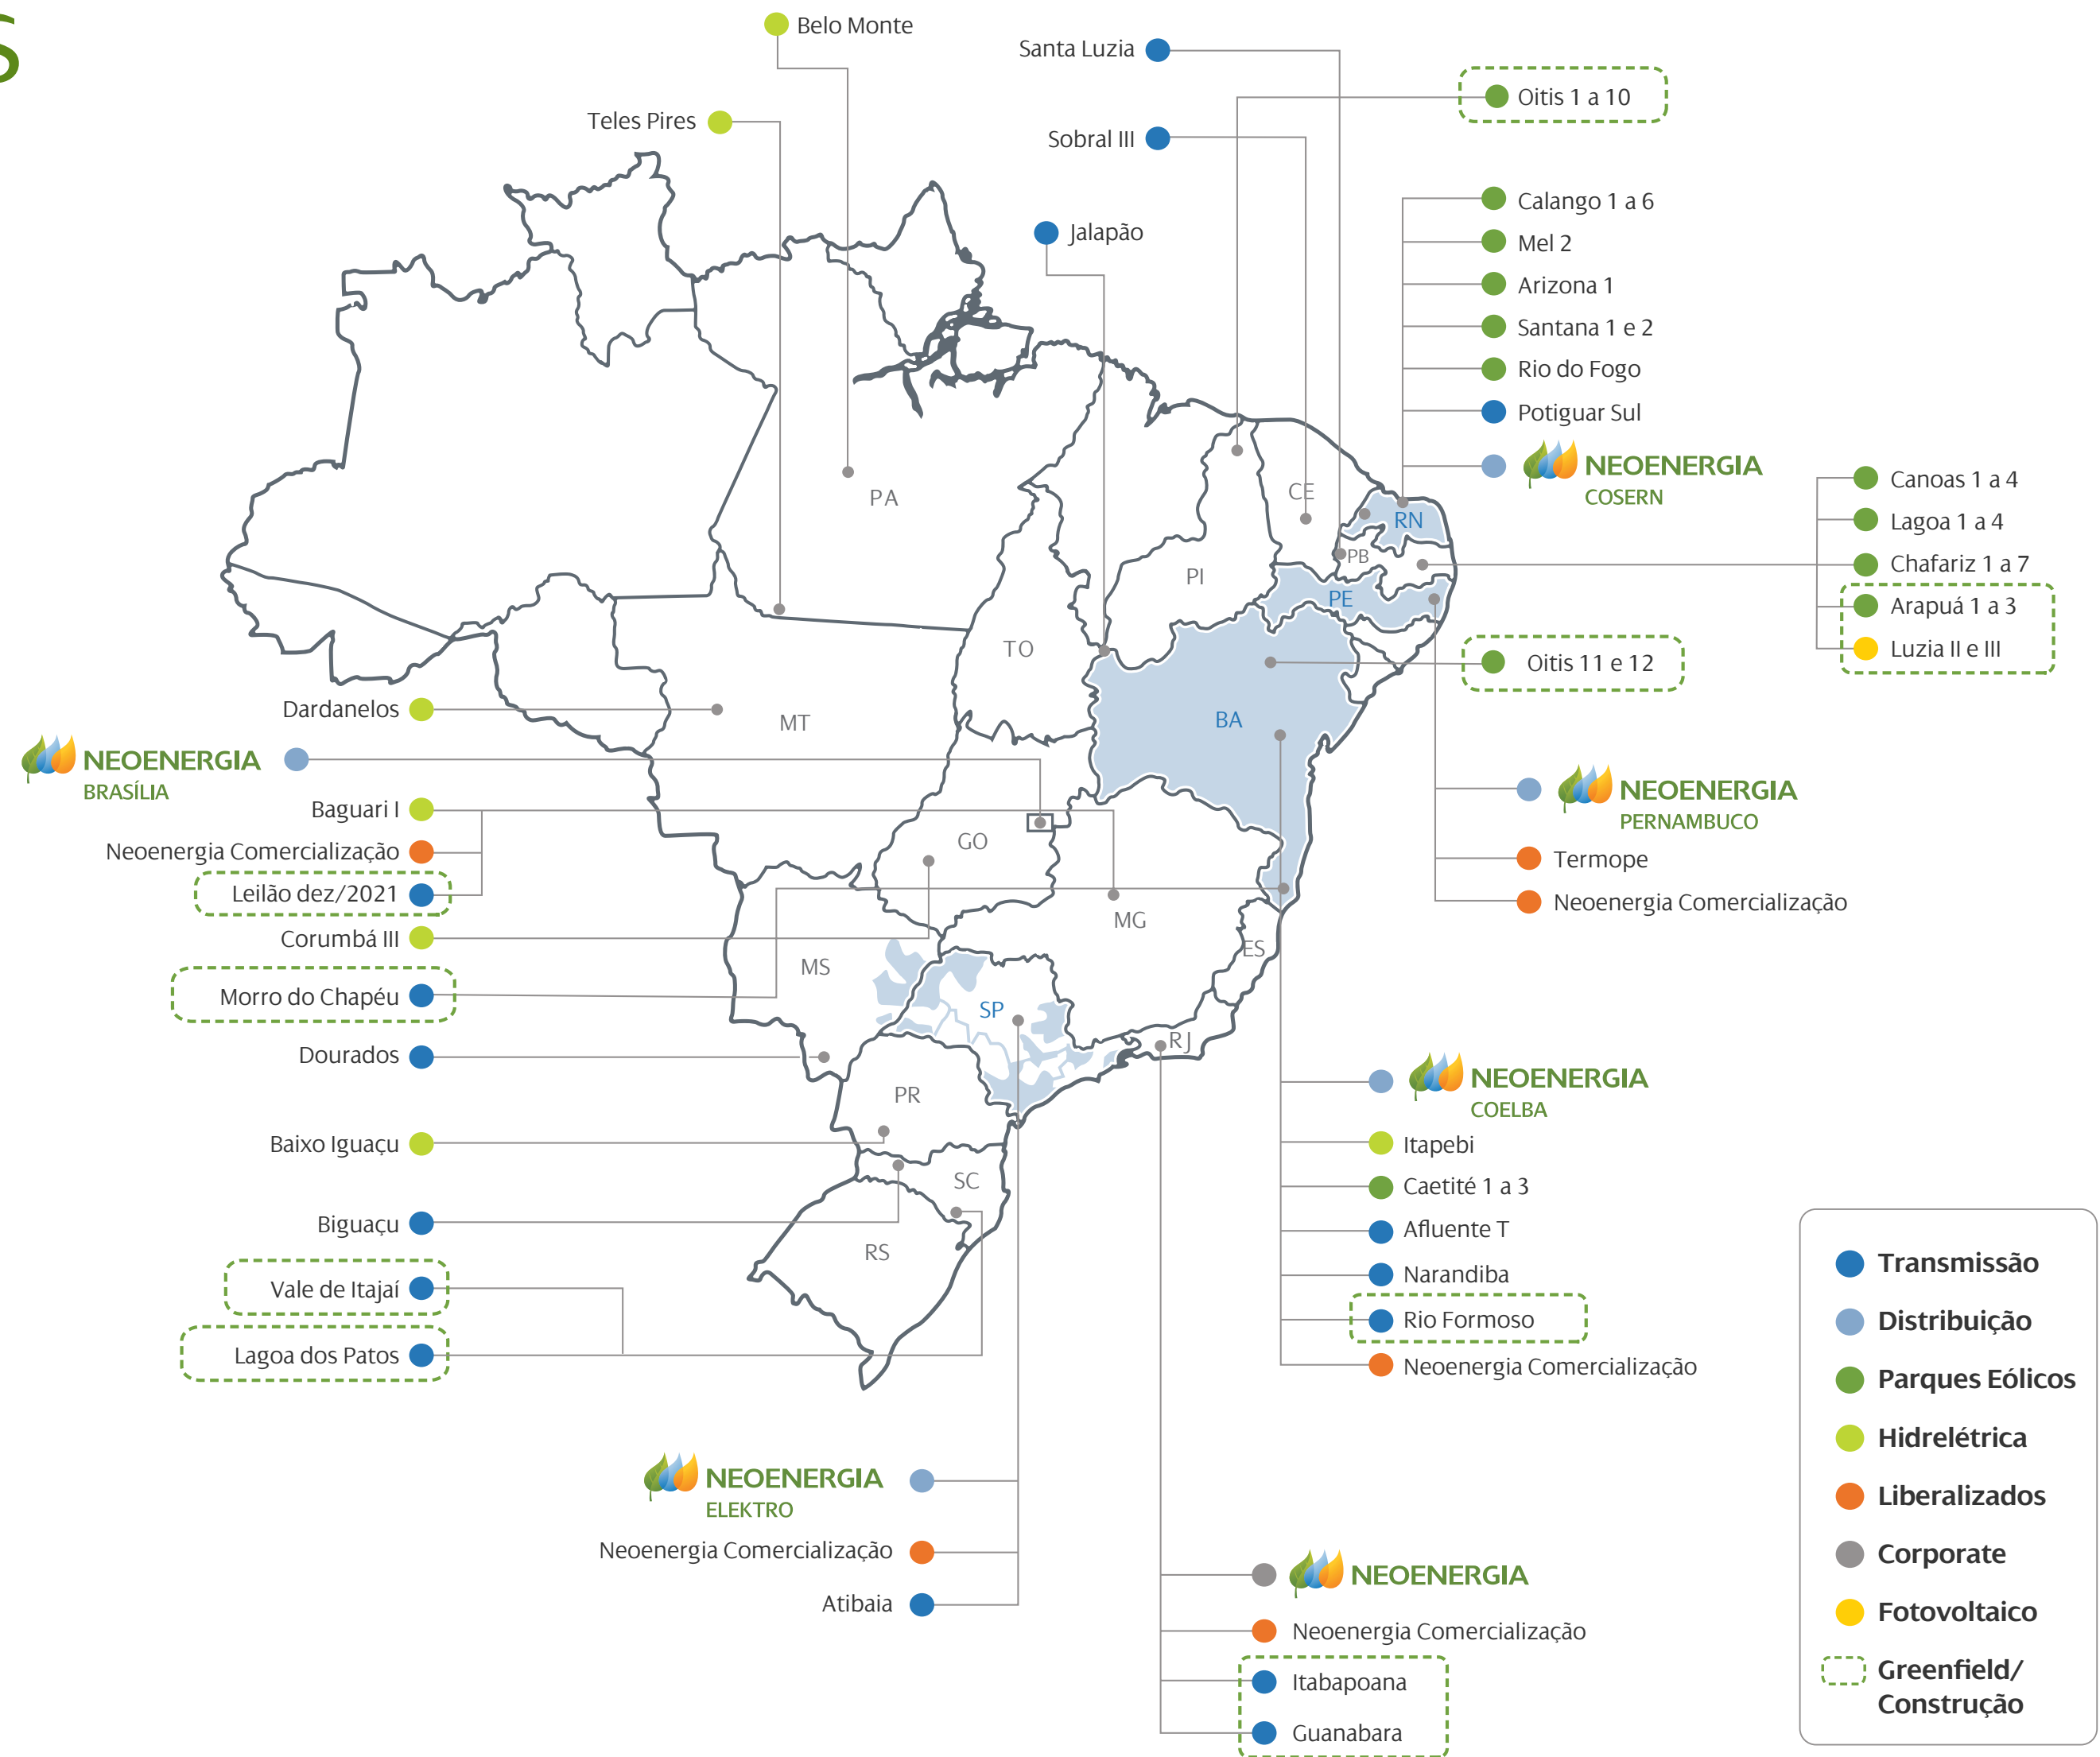 S
Belo Monte
Santa Luzia
Oitis 1 a 10
Teles Pires
Sobral III
Calango 1 a 6
Jalapão
Mel 2
Arizona 1
Santana 1 e 2
Rio do Fogo
Potiguar Sul
NEOENERGIA
COSERN
Canoas 1 a 4
Lagoa 1 a 4
Chafariz 1 a 7
Arapuá 1 a 3
Luzia II e III
PA
CE
RN
PB
PI
PE
TO
Oitis 11 e 12
Dardanelos
MT
BA
NEOENERGIA
BRASÍLIA
NEOENERGIA
PERNAMBUCO
Baguari I
Neoenergia Comercialização
Leilão dez/2021
GO
Termope
Neoenergia Comercialização
MG
Corumbá III
ES
MS
Morro do Chapéu
SP
RJ
Dourados
NEOENERGIA
COELBA
PR
Baixo Iguaçu
Itapebi
SC
Caetité 1 a 3
Biguaçu
Afluente T
RS
Narandiba
Vale de Itajaí
Rio Formoso
Lagoa dos Patos
Neoenergia Comercialização
NEOENERGIA
ELEKTRO
Neoenergia Comercialização
Atibaia
NEOENERGIA
Neoenergia Comercialização
Itabapoana
Guanabara
Transmissão
Distribuição
Parques Eólicos
Hidrelétrica
Liberalizados
Corporate
Fotovoltaico
Greenfield/
Construção